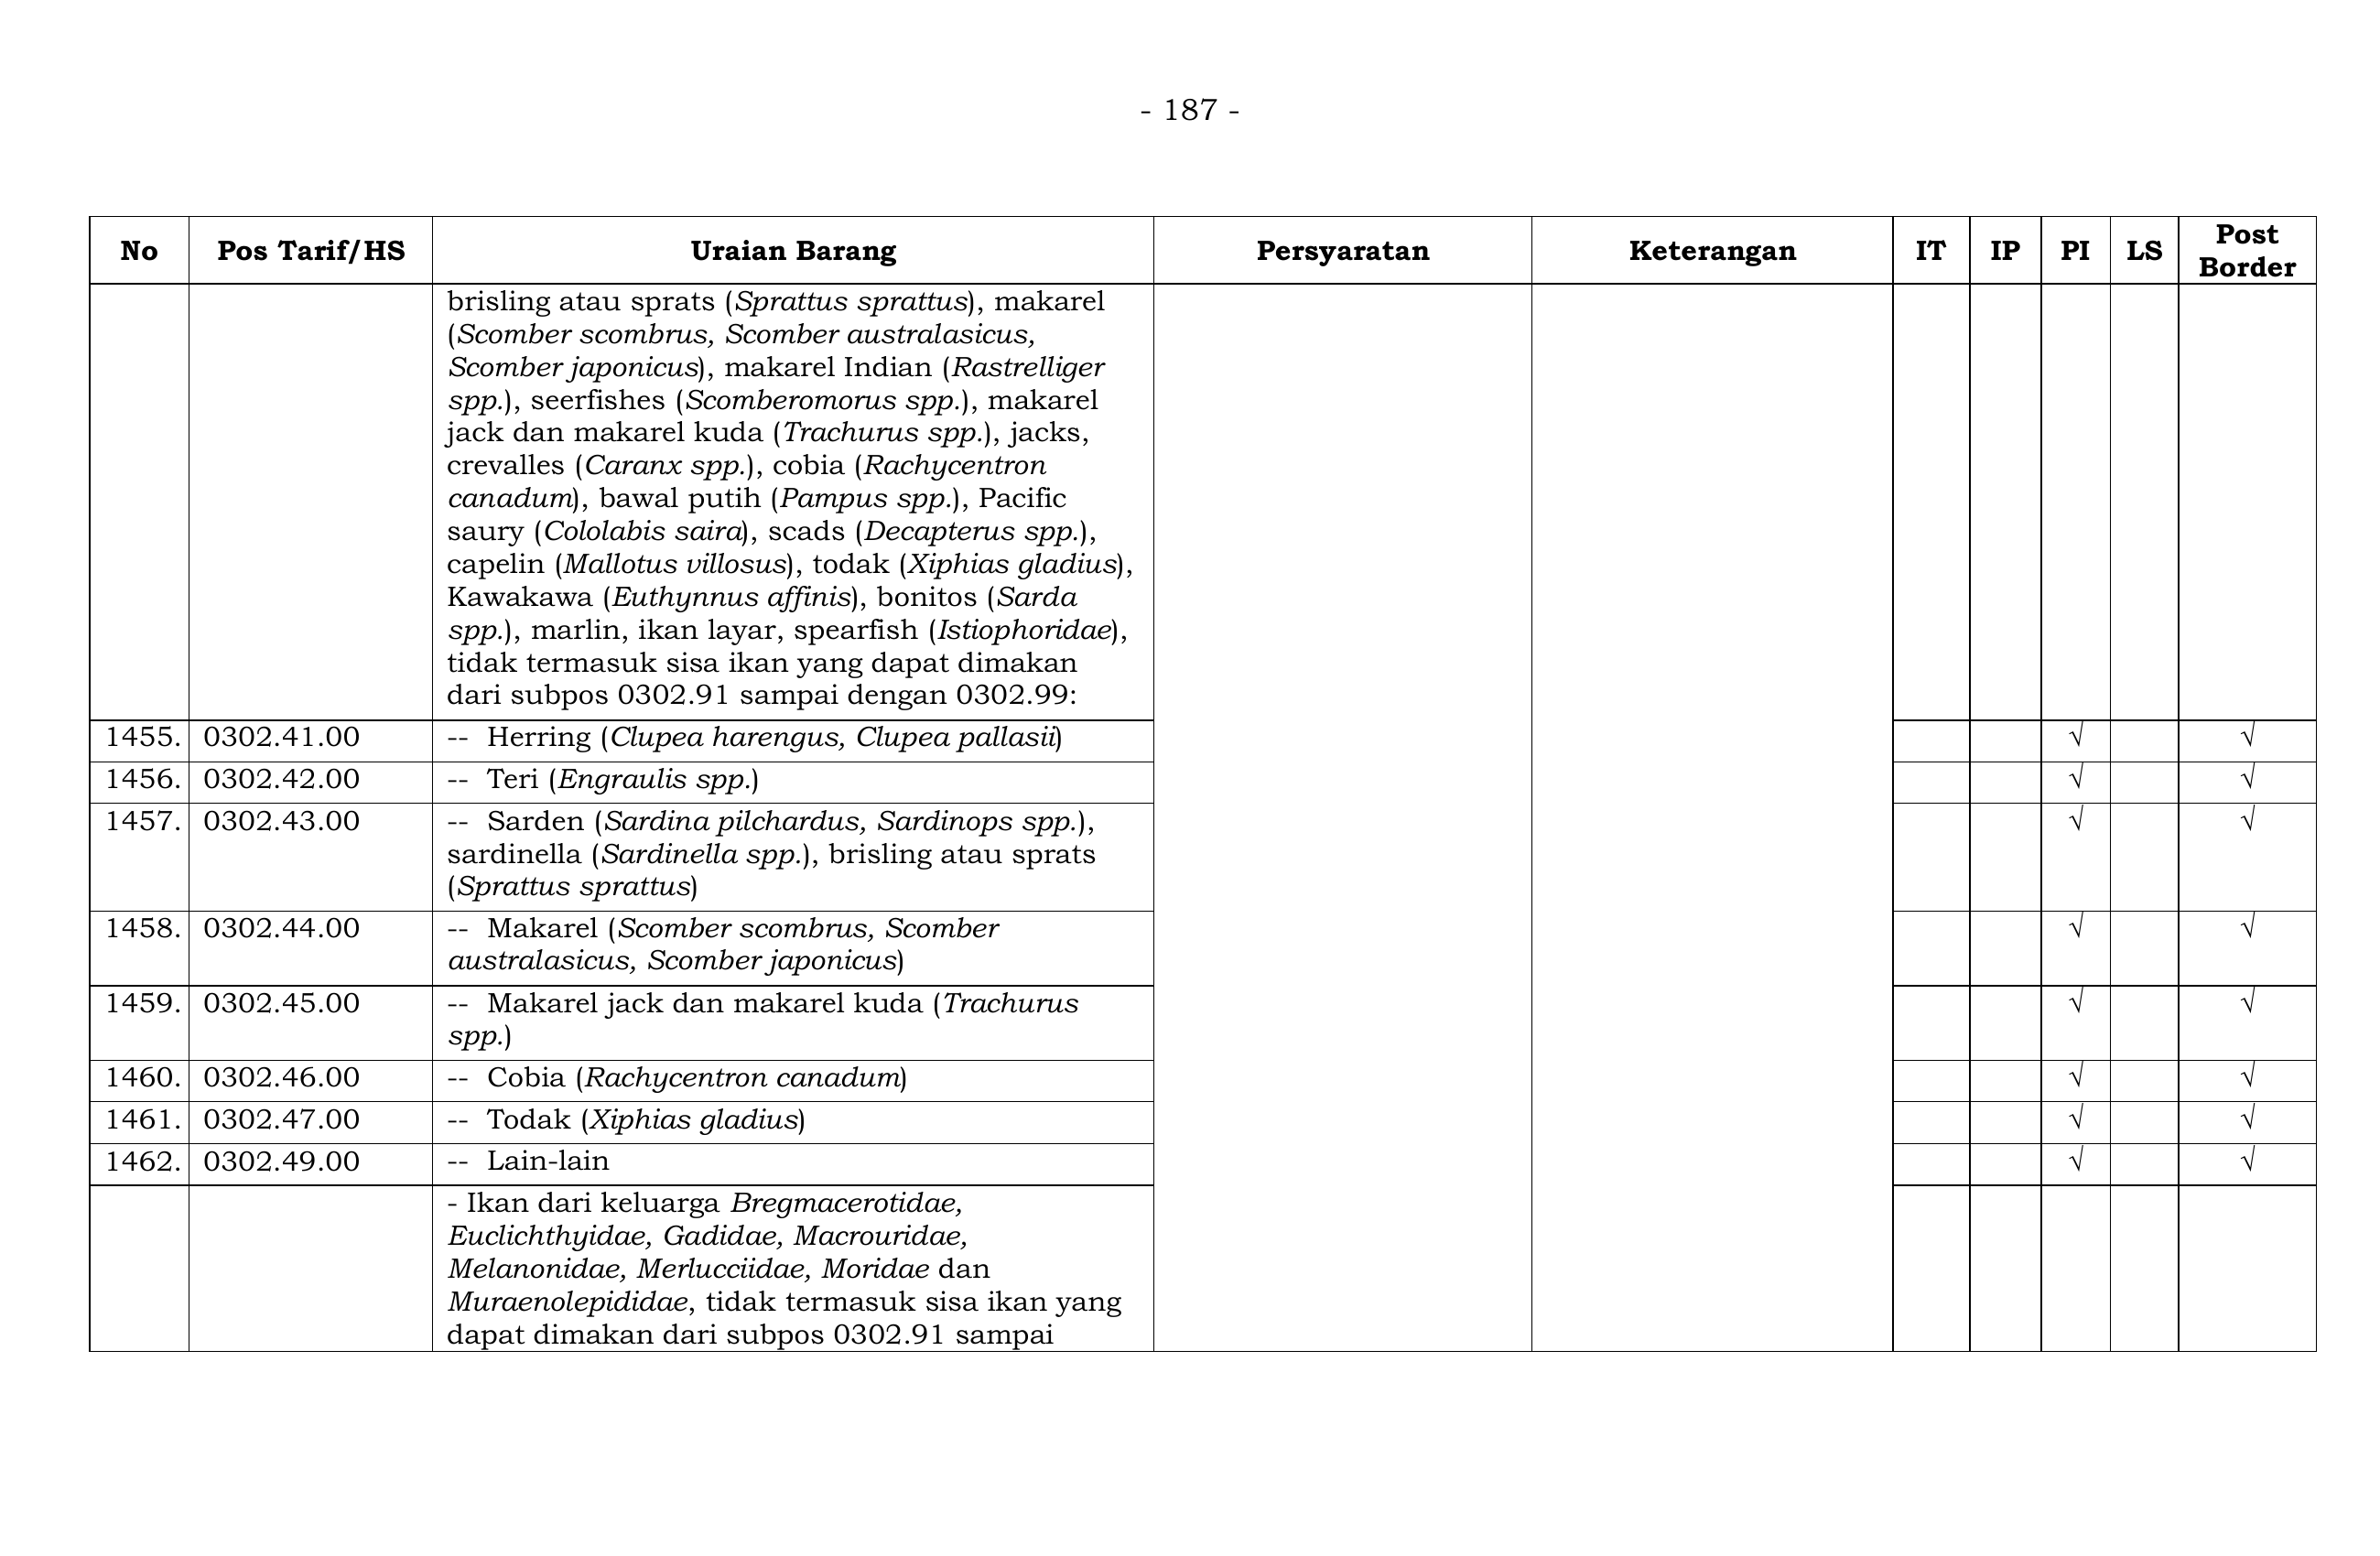 - 187 -
No Pos Tarif/HS Uraian Barang Persyaratan Keterangan IT IP PI LS Post Border
brisling atau sprats (Sprattus sprattus), makarel
(Scomber scombrus, Scomber australasicus,
Scomber japonicus), makarel Indian (Rastrelliger
spp.), seerfishes (Scomberomorus spp.), makarel
jack dan makarel kuda (Trachurus spp.), jacks,
crevalles (Caranx spp.), cobia (Rachycentron
canadum), bawal putih (Pampus spp.), Pacific
saury (Cololabis saira), scads (Decapterus spp.),
capelin (Mallotus villosus), todak (Xiphias gladius),
Kawakawa (Euthynnus affinis), bonitos (Sarda
spp.), marlin, ikan layar, spearfish (Istiophoridae),
tidak termasuk sisa ikan yang dapat dimakan
dari subpos 0302.91 sampai dengan 0302.99:
1455. 0302.41.00 -- Herring (Clupea harengus, Clupea pallasii) √ √
1456. 0302.42.00 -- Teri (Engraulis spp.) √ √
1457. 0302.43.00 -- Sarden (Sardina pilchardus, Sardinops spp.), √ √
sardinella (Sardinella spp.), brisling atau sprats
(Sprattus sprattus)
1458. 0302.44.00 -- Makarel (Scomber scombrus, Scomber √ √
australasicus, Scomber japonicus)
1459. 0302.45.00 -- Makarel jack dan makarel kuda (Trachurus √ √
spp.)
1460. 0302.46.00 -- Cobia (Rachycentron canadum) √ √
1461. 0302.47.00 -- Todak (Xiphias gladius) √ √
1462. 0302.49.00 -- Lain-lain √ √
- Ikan dari keluarga Bregmacerotidae,
Euclichthyidae, Gadidae, Macrouridae,
Melanonidae, Merlucciidae, Moridae dan
Muraenolepididae, tidak termasuk sisa ikan yang
dapat dimakan dari subpos 0302.91 sampai